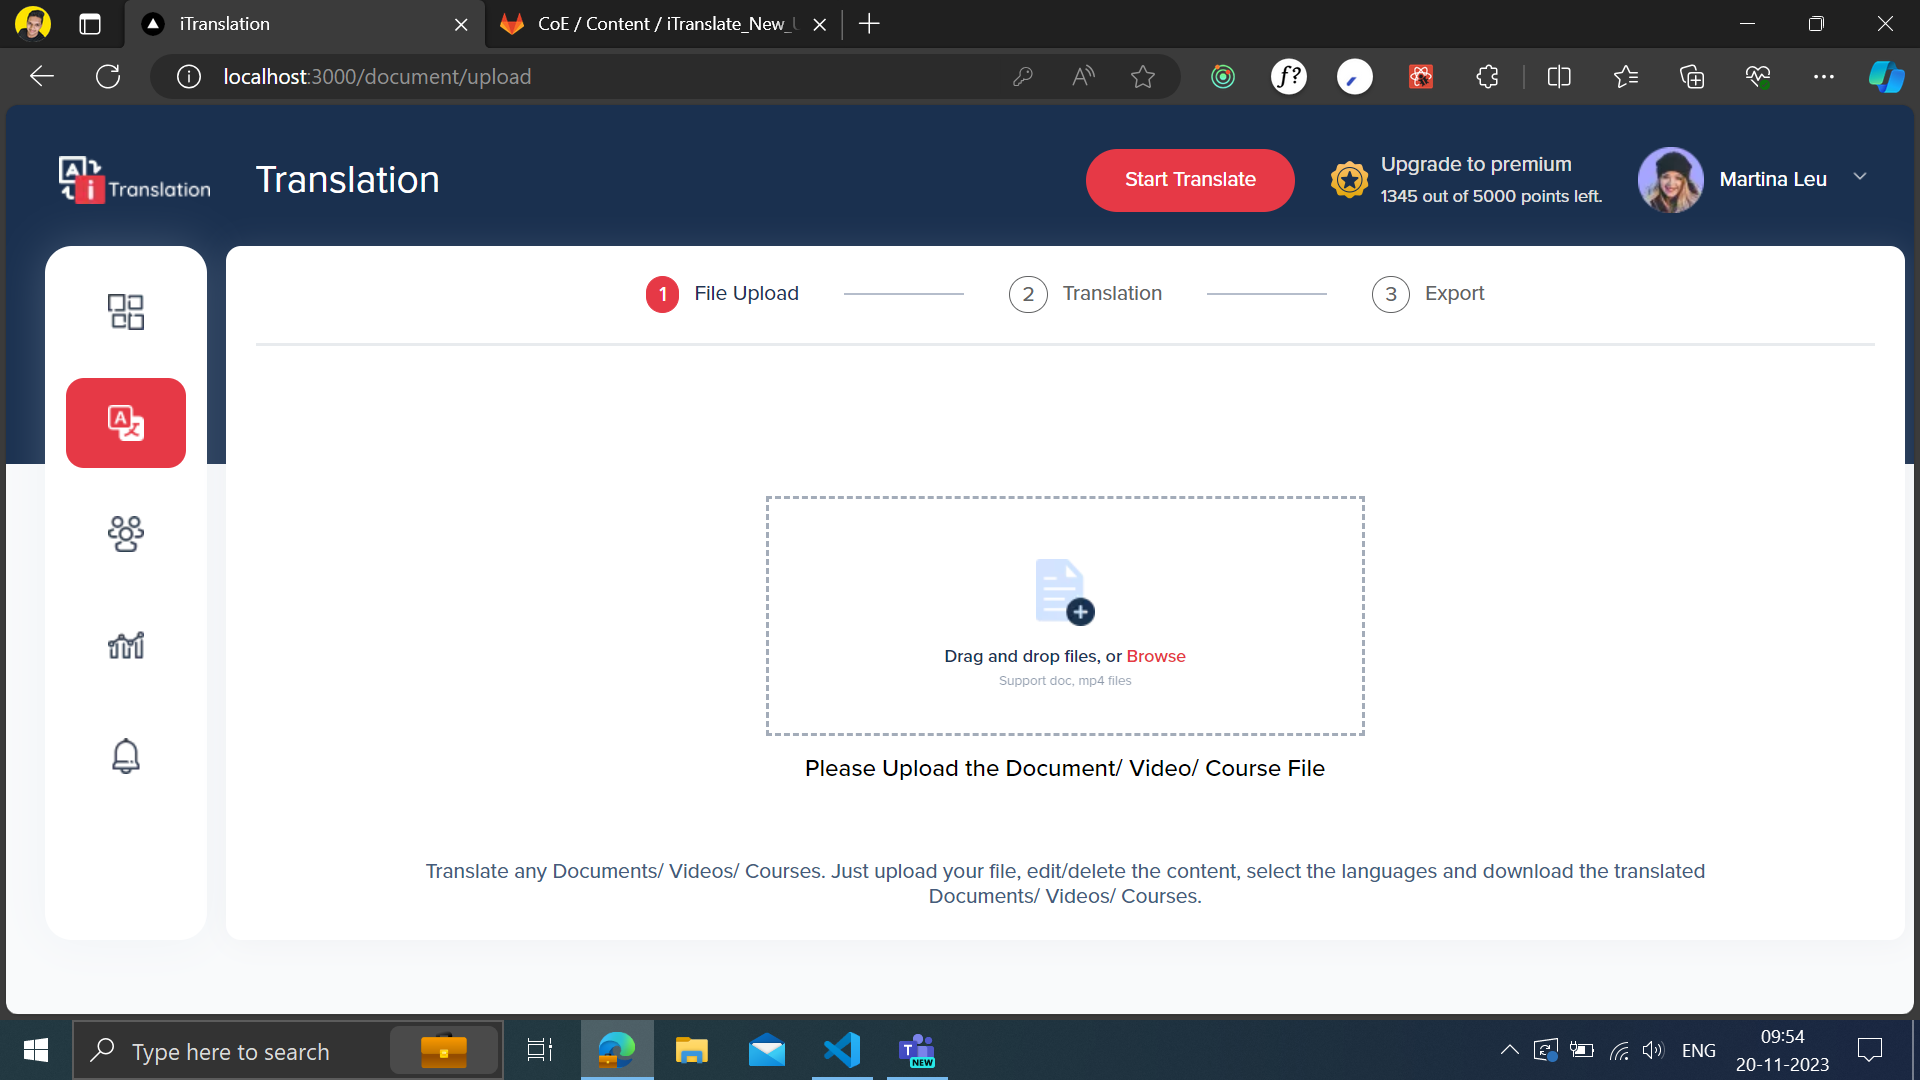 iTranslation
CoE / Content / iTranslate_New_
localhost:3000/document/upload
A
f?
A i Translation
Translation
Start Translate
Upgrade to premium
1345 out of 5000 points left.
Martina Leu
1 File Upload
2 Translation
3 Export
A
Drag and drop files, or Browse
Support doc, mp4 files
Please Upload the Document/ Video/ Course File
Translate any Documents/ Videos/ Courses. Just upload your file, edit/delete the content, select the languages and download the translated
Documents/ Videos/ Courses.
Type here to search
T
NEW
ENG
09:54
20-11-2023